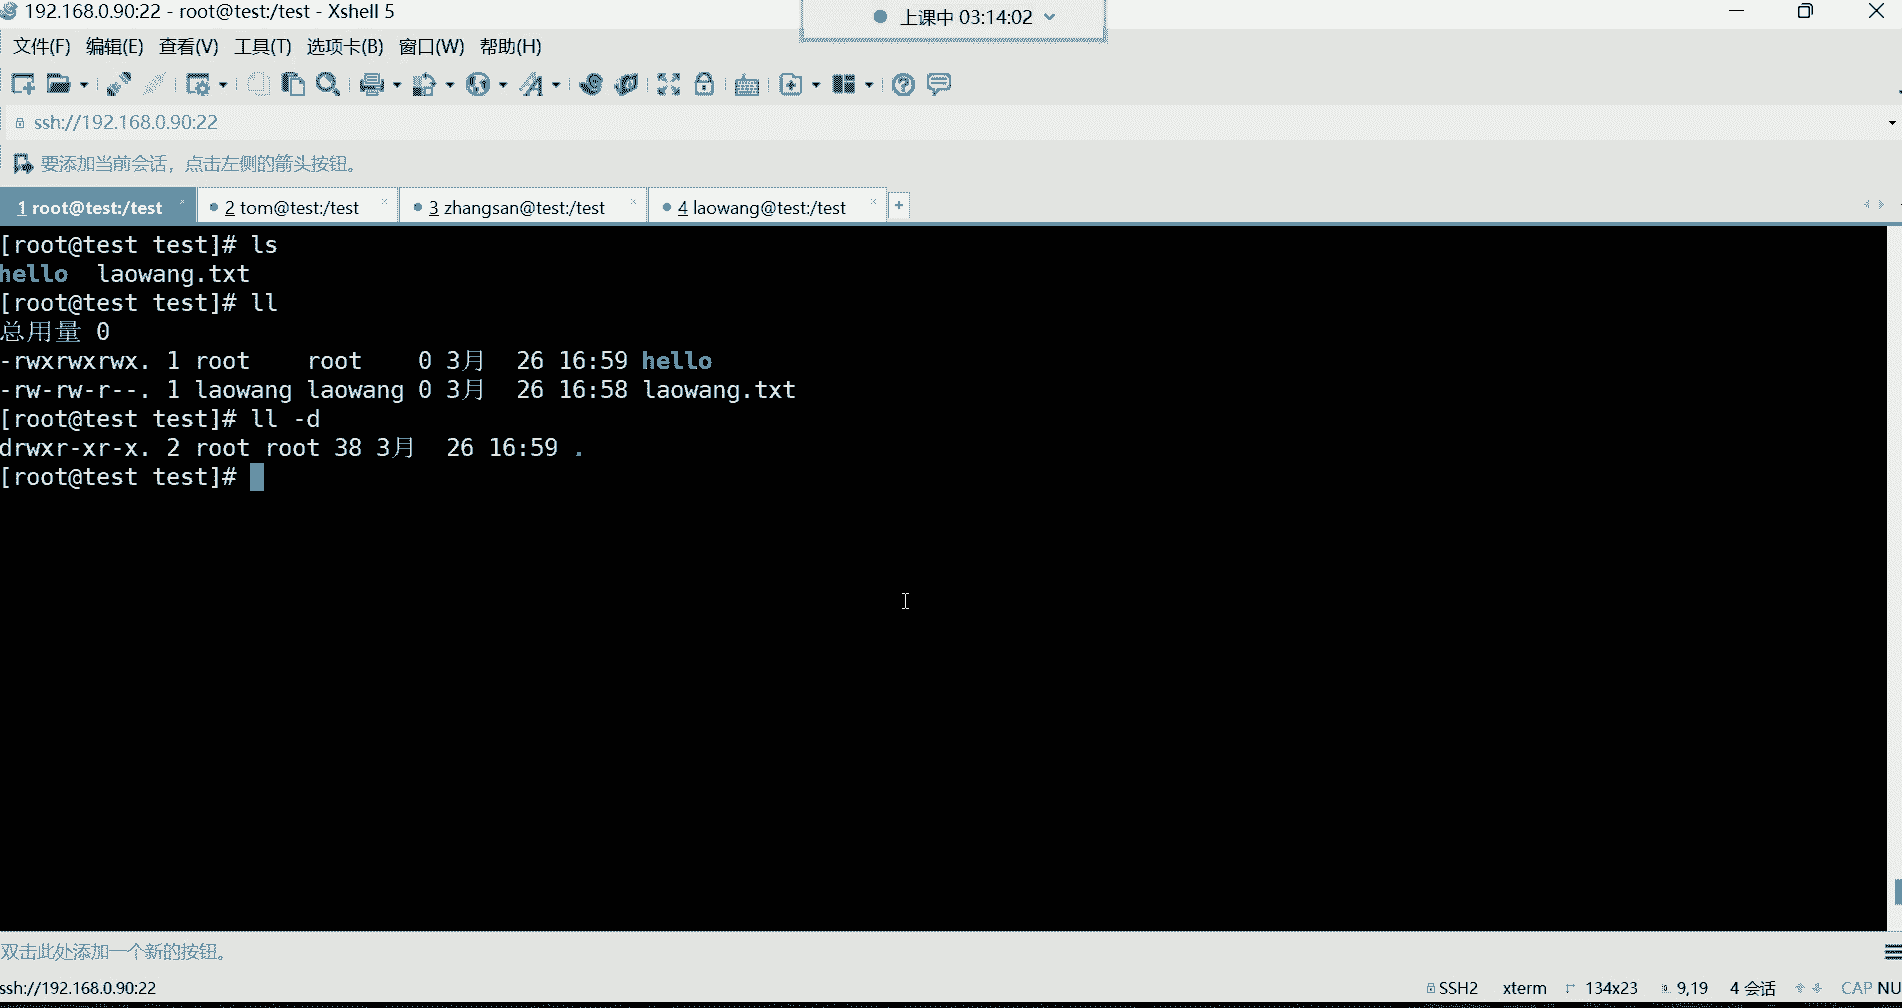 192.168.0.90:22 - root@test:/test - Xshell 5
上课中 03:14:02
文件(F) 编辑(E) 查看(V) 工具(T) 选项卡(B) 窗口(W) 帮助(H)
ssh://192.168.0.90:22
要添加当前会话，点击左侧的箭头按钮。
1 root@test:/test 2 tom@test:/test 3 zhangsan@test:/test 4 laowang@test:/test
[root@test test]# ls
hello  laowang.txt
[root@test test]# ll
总用量 0
-rwxrwxrwx. 1 root    root    0 3月  26 16:59 hello
-rw-rw-r--. 1 laowang laowang 0 3月  26 16:58 laowang.txt
[root@test test]# ll -d
drwxr-xr-x. 2 root root 38 3月  26 16:59 .
[root@test test]#
双击此处添加一个新的按钮。
ssh://192.168.0.90:22 SSH2 xterm 134x23 9,19 4 会话 CAP NU